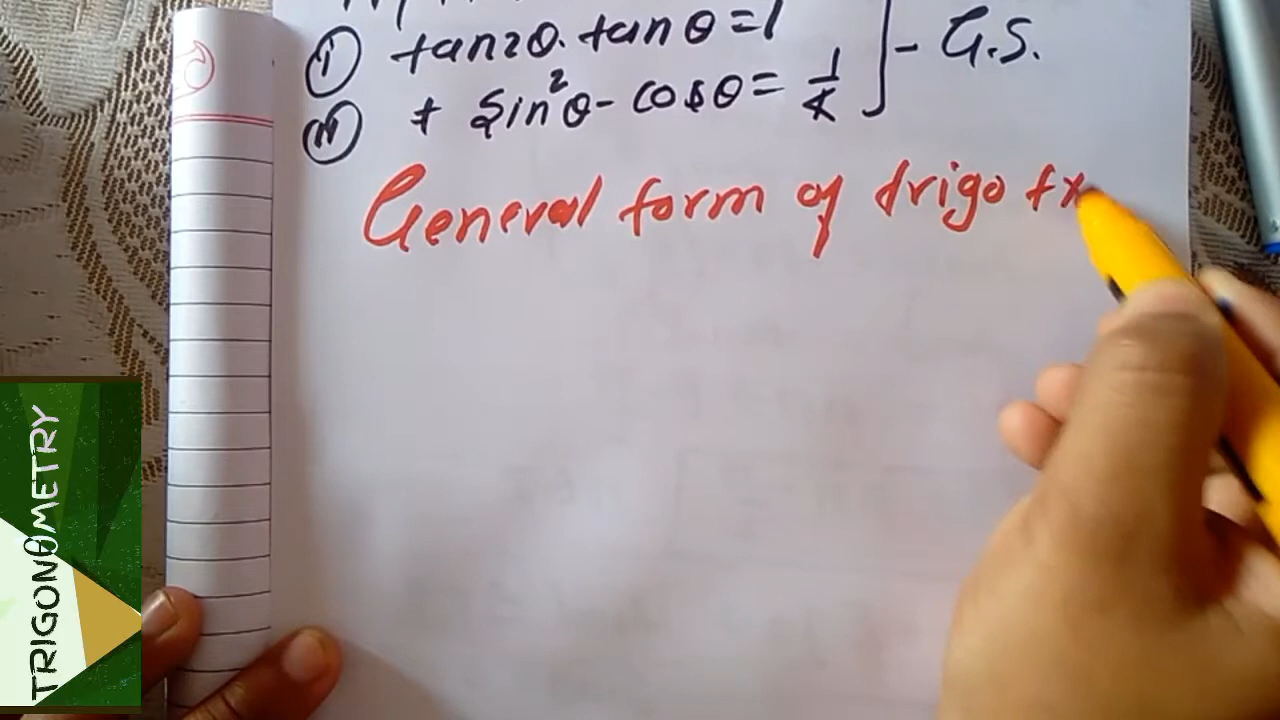 (i) tan2θ. tanθ=1 ] - G.S.
(ii) + Sin²θ - cosθ = 1/4
General form of trigo fx
TRIGONOMETRY